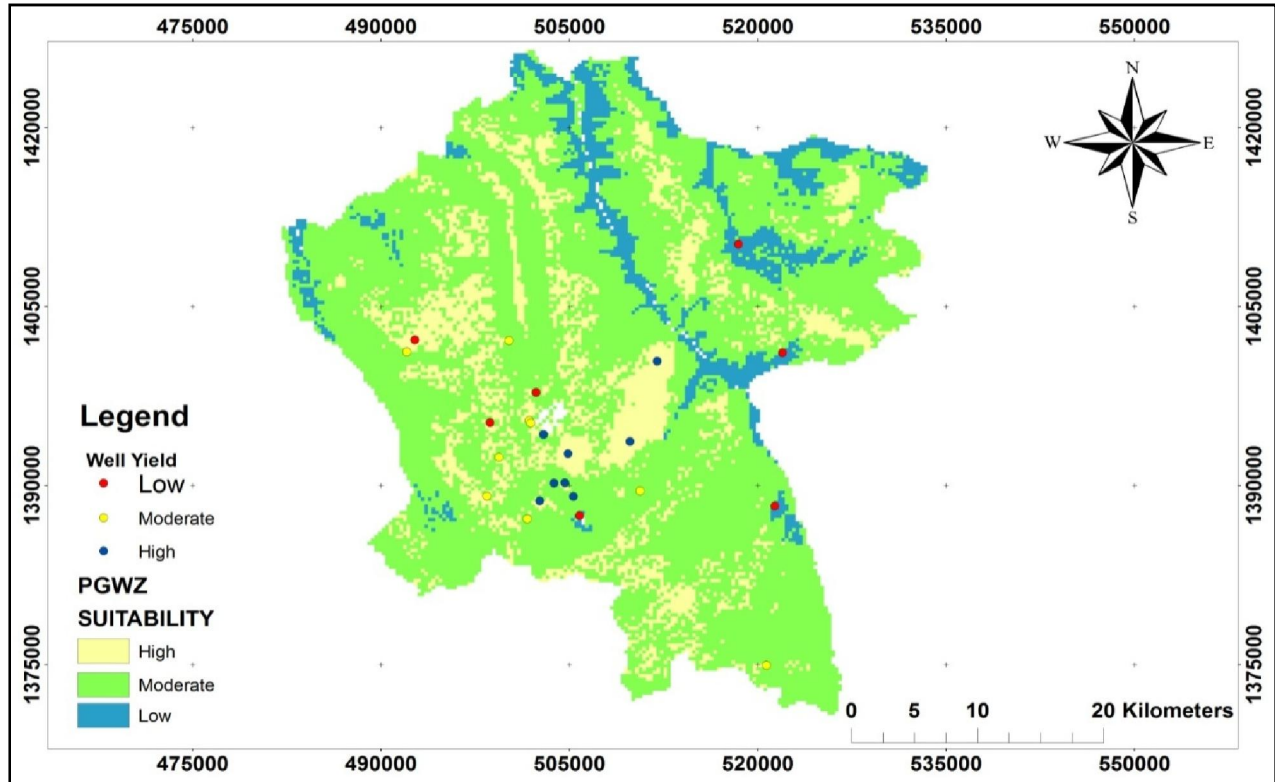 475000 490000 505000 520000 535000 550000
1420000 1420000
1405000 1405000
1390000 1390000
1375000 1375000
N
W E
S
Legend
Well Yield
Low
Moderate
High
PGWZ
SUITABILITY
High
Moderate
Low
0 5 10 20 Kilometers
475000 490000 505000 520000 535000 550000